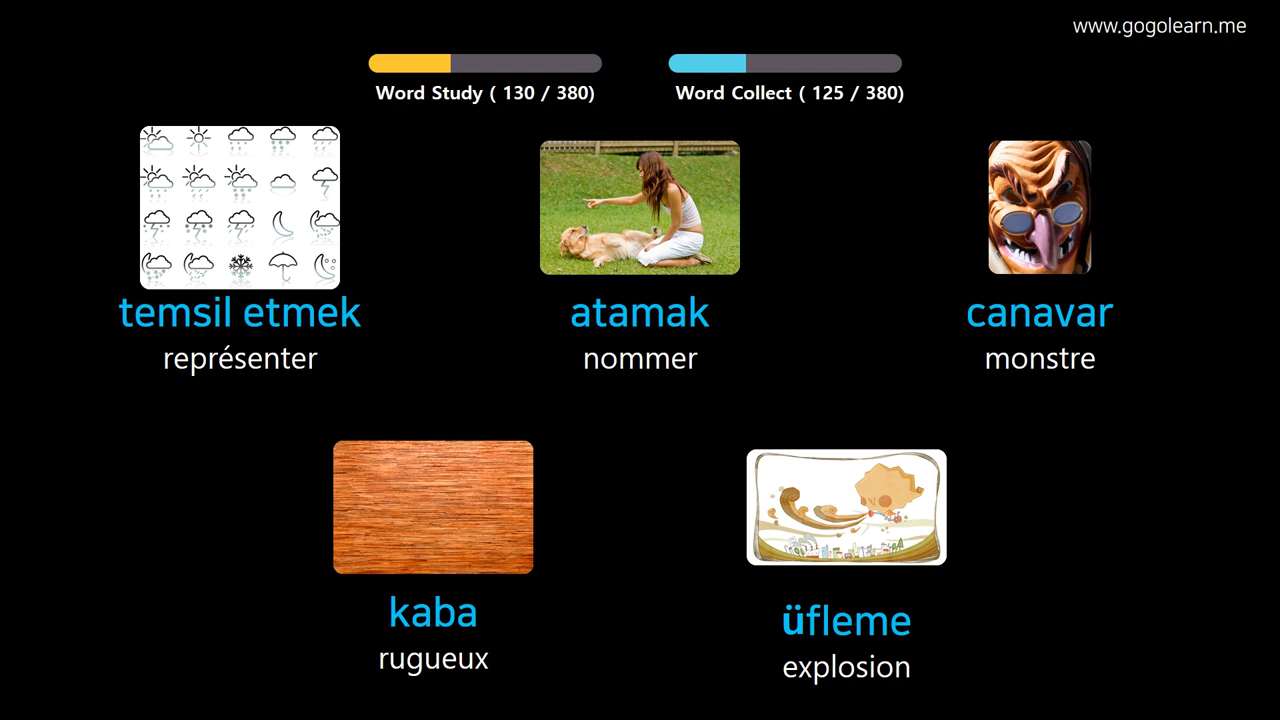 www.gogolearn.me
Word Study ( 130 / 380)
Word Collect ( 125 / 380)
temsil etmek
représenter
atamak
nommer
canavar
monstre
kaba
rugueux
üfleme
explosion